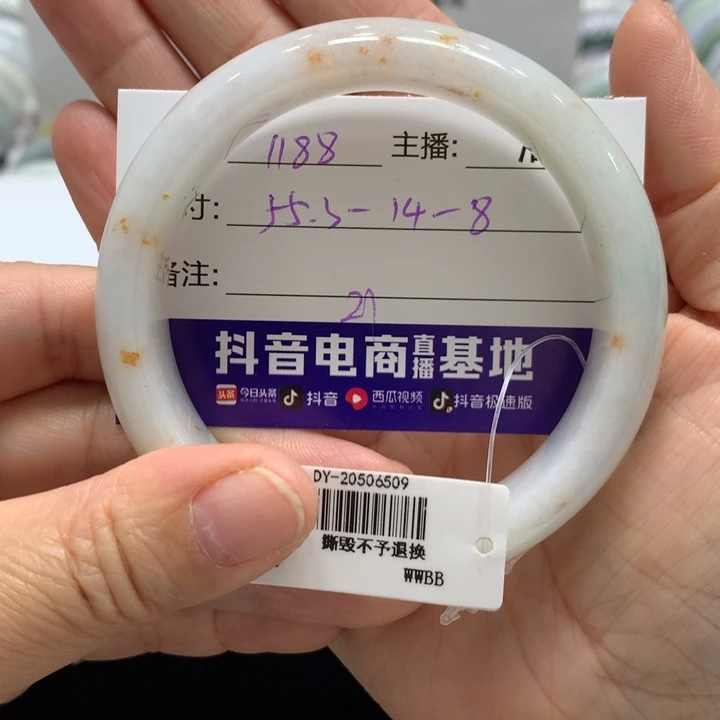 1188 主播:
寸: 55.5-14-8
备注:
21
抖音电商直播基地
头条 今日头条 抖音 西瓜视频 抖音极速版
DY-20506509
撕毁不予退换
WWBB